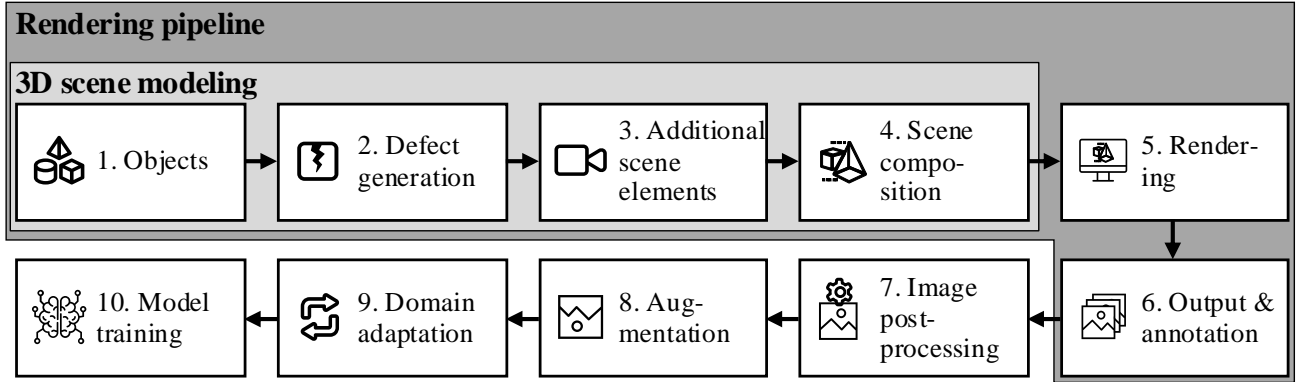 Rendering pipeline
3D scene modeling
1. Objects
2. Defect
generation
3. Additional
scene
elements
4. Scene
compo-
sition
5. Render-
ing
6. Output &
annotation
7. Image
post-
processing
8. Aug-
mentation
9. Domain
adaptation
10. Model
training